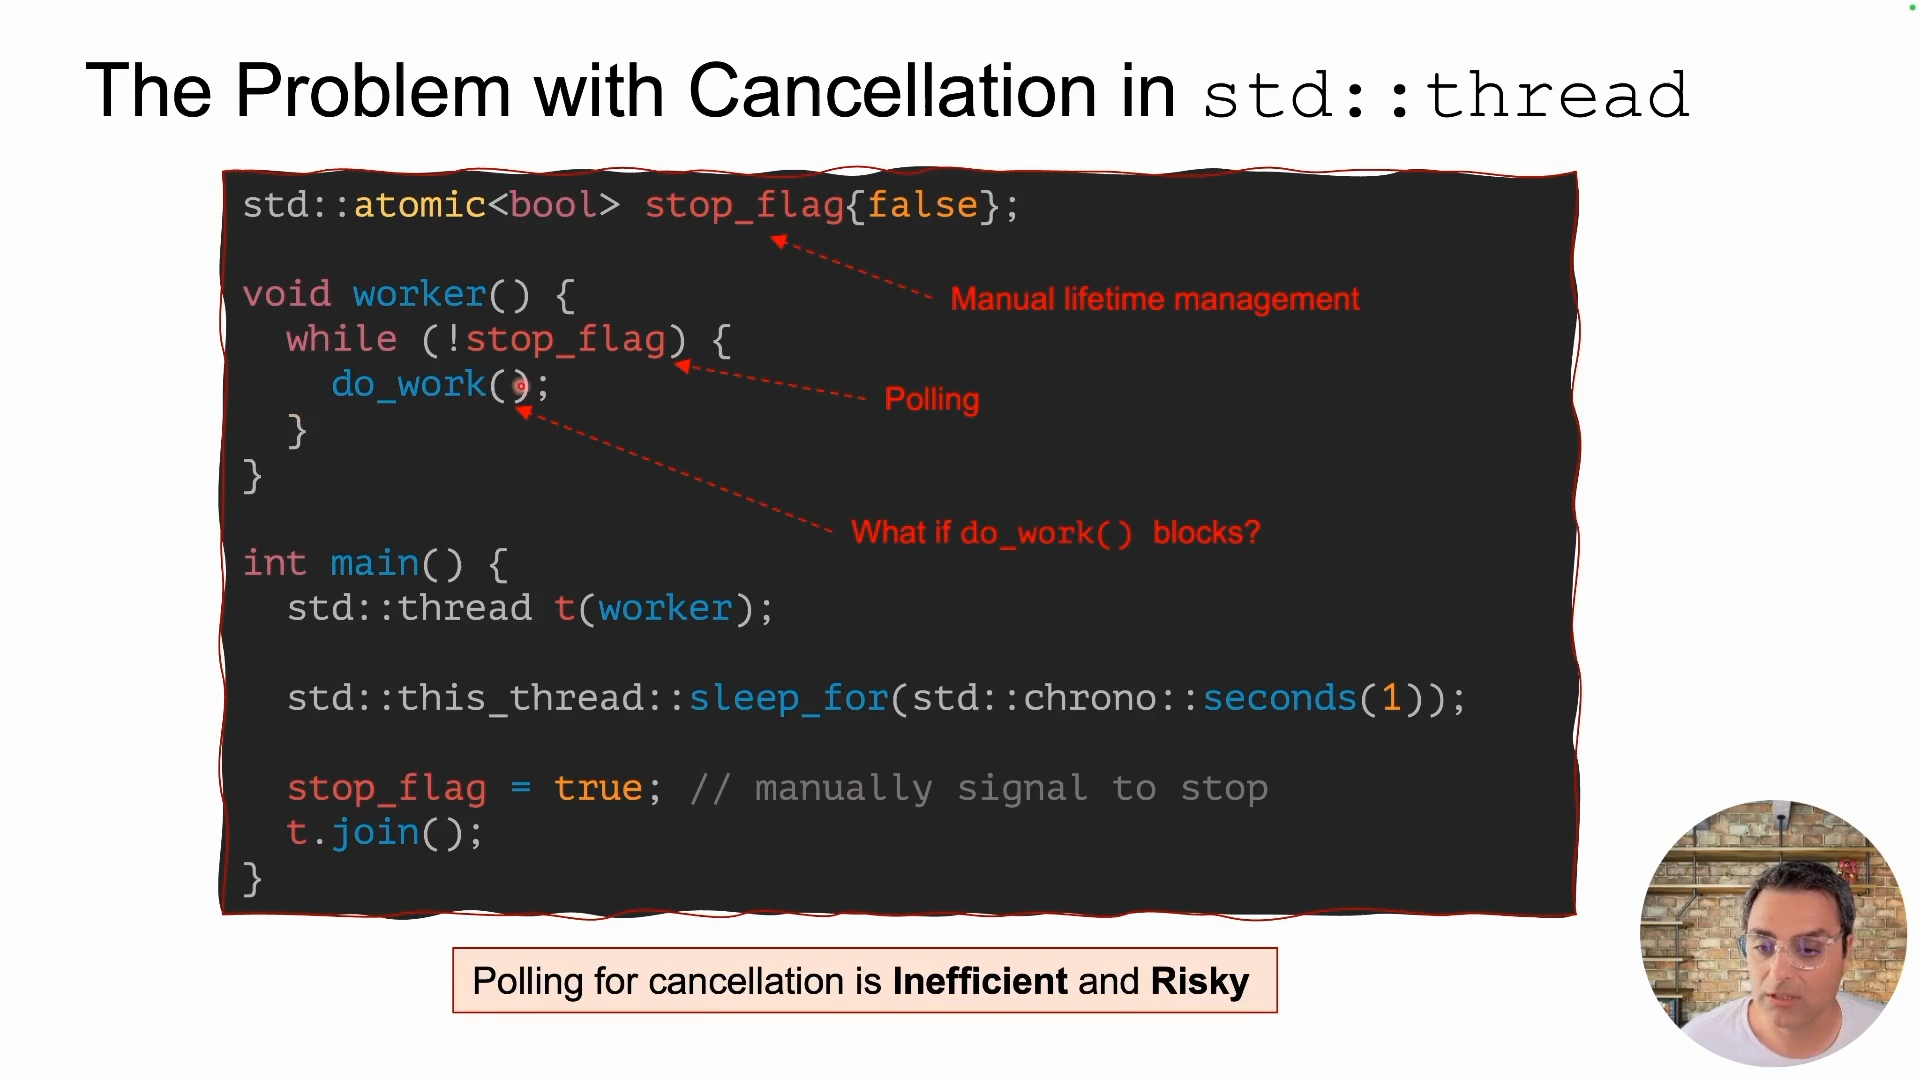 The Problem with Cancellation in std::thread
std::atomic<bool> stop_flag{false};
Manual lifetime management
void worker() {
while (!stop_flag) {
do_work();
Polling
}
}
What if do_work() blocks?
int main() {
std::thread t(worker);
std::this_thread::sleep_for(std::chrono::seconds(1));
stop_flag = true; // manually signal to stop
t.join();
}
Polling for cancellation is Inefficient and Risky